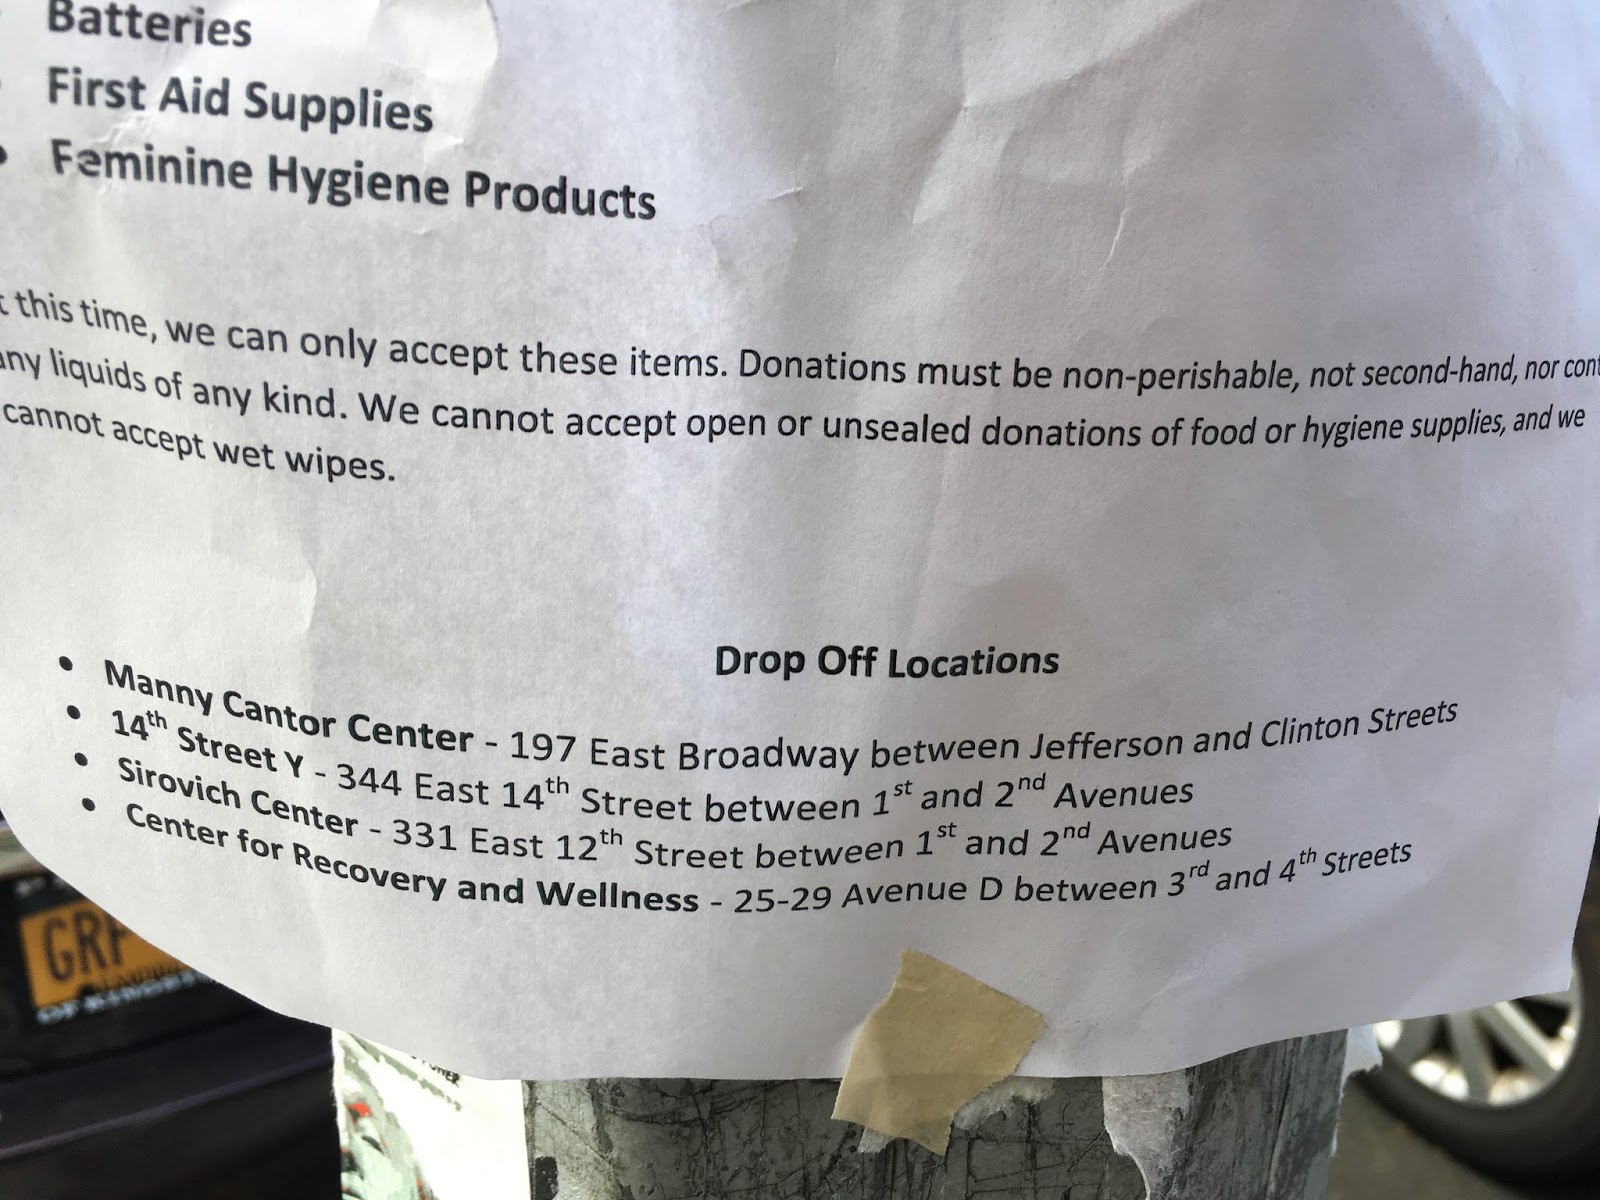 Batteries
• First Aid Supplies
• Feminine Hygiene Products
this time, we can only accept these items. Donations must be non-perishable, not second-hand, nor
any liquids of any kind. We cannot accept open or unsealed donations of food or hygiene supplies, and we
cannot accept wet wipes.
Drop Off Locations
• Manny Cantor Center - 197 East Broadway between Jefferson and Clinton Streets
• 14th Street Y - 344 East 14th Street between 1st and 2nd Avenues
• Sirovich Center - 331 East 12th Street between 1st and 2nd Avenues
• Center for Recovery and Wellness - 25-29 Avenue D between 3rd and 4th Streets